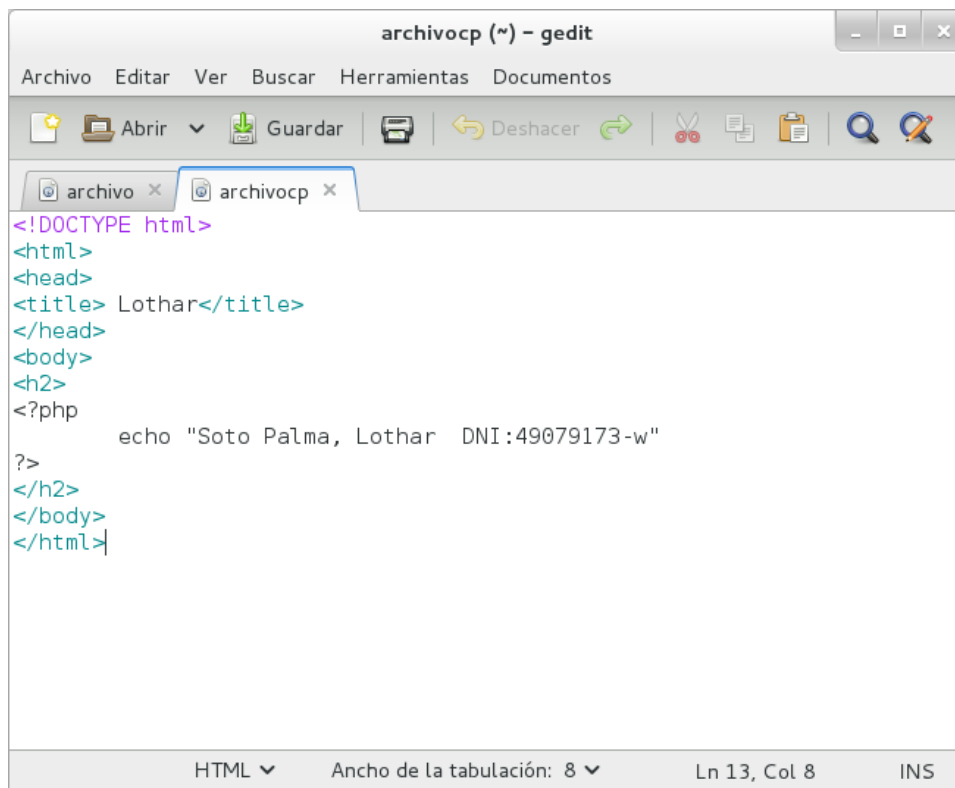 archivocp (~) – gedit
Archivo Editar Ver Buscar Herramientas Documentos
Abrir Guardar Deshacer
archivo archivocp
<!DOCTYPE html>
<html>
<head>
<title> Lothar</title>
</head>
<body>
<h2>
<?php
echo "Soto Palma, Lothar  DNI:49079173-w"
?>
</h2>
</body>
</html>
HTML Ancho de la tabulación: 8 Ln 13, Col 8 INS